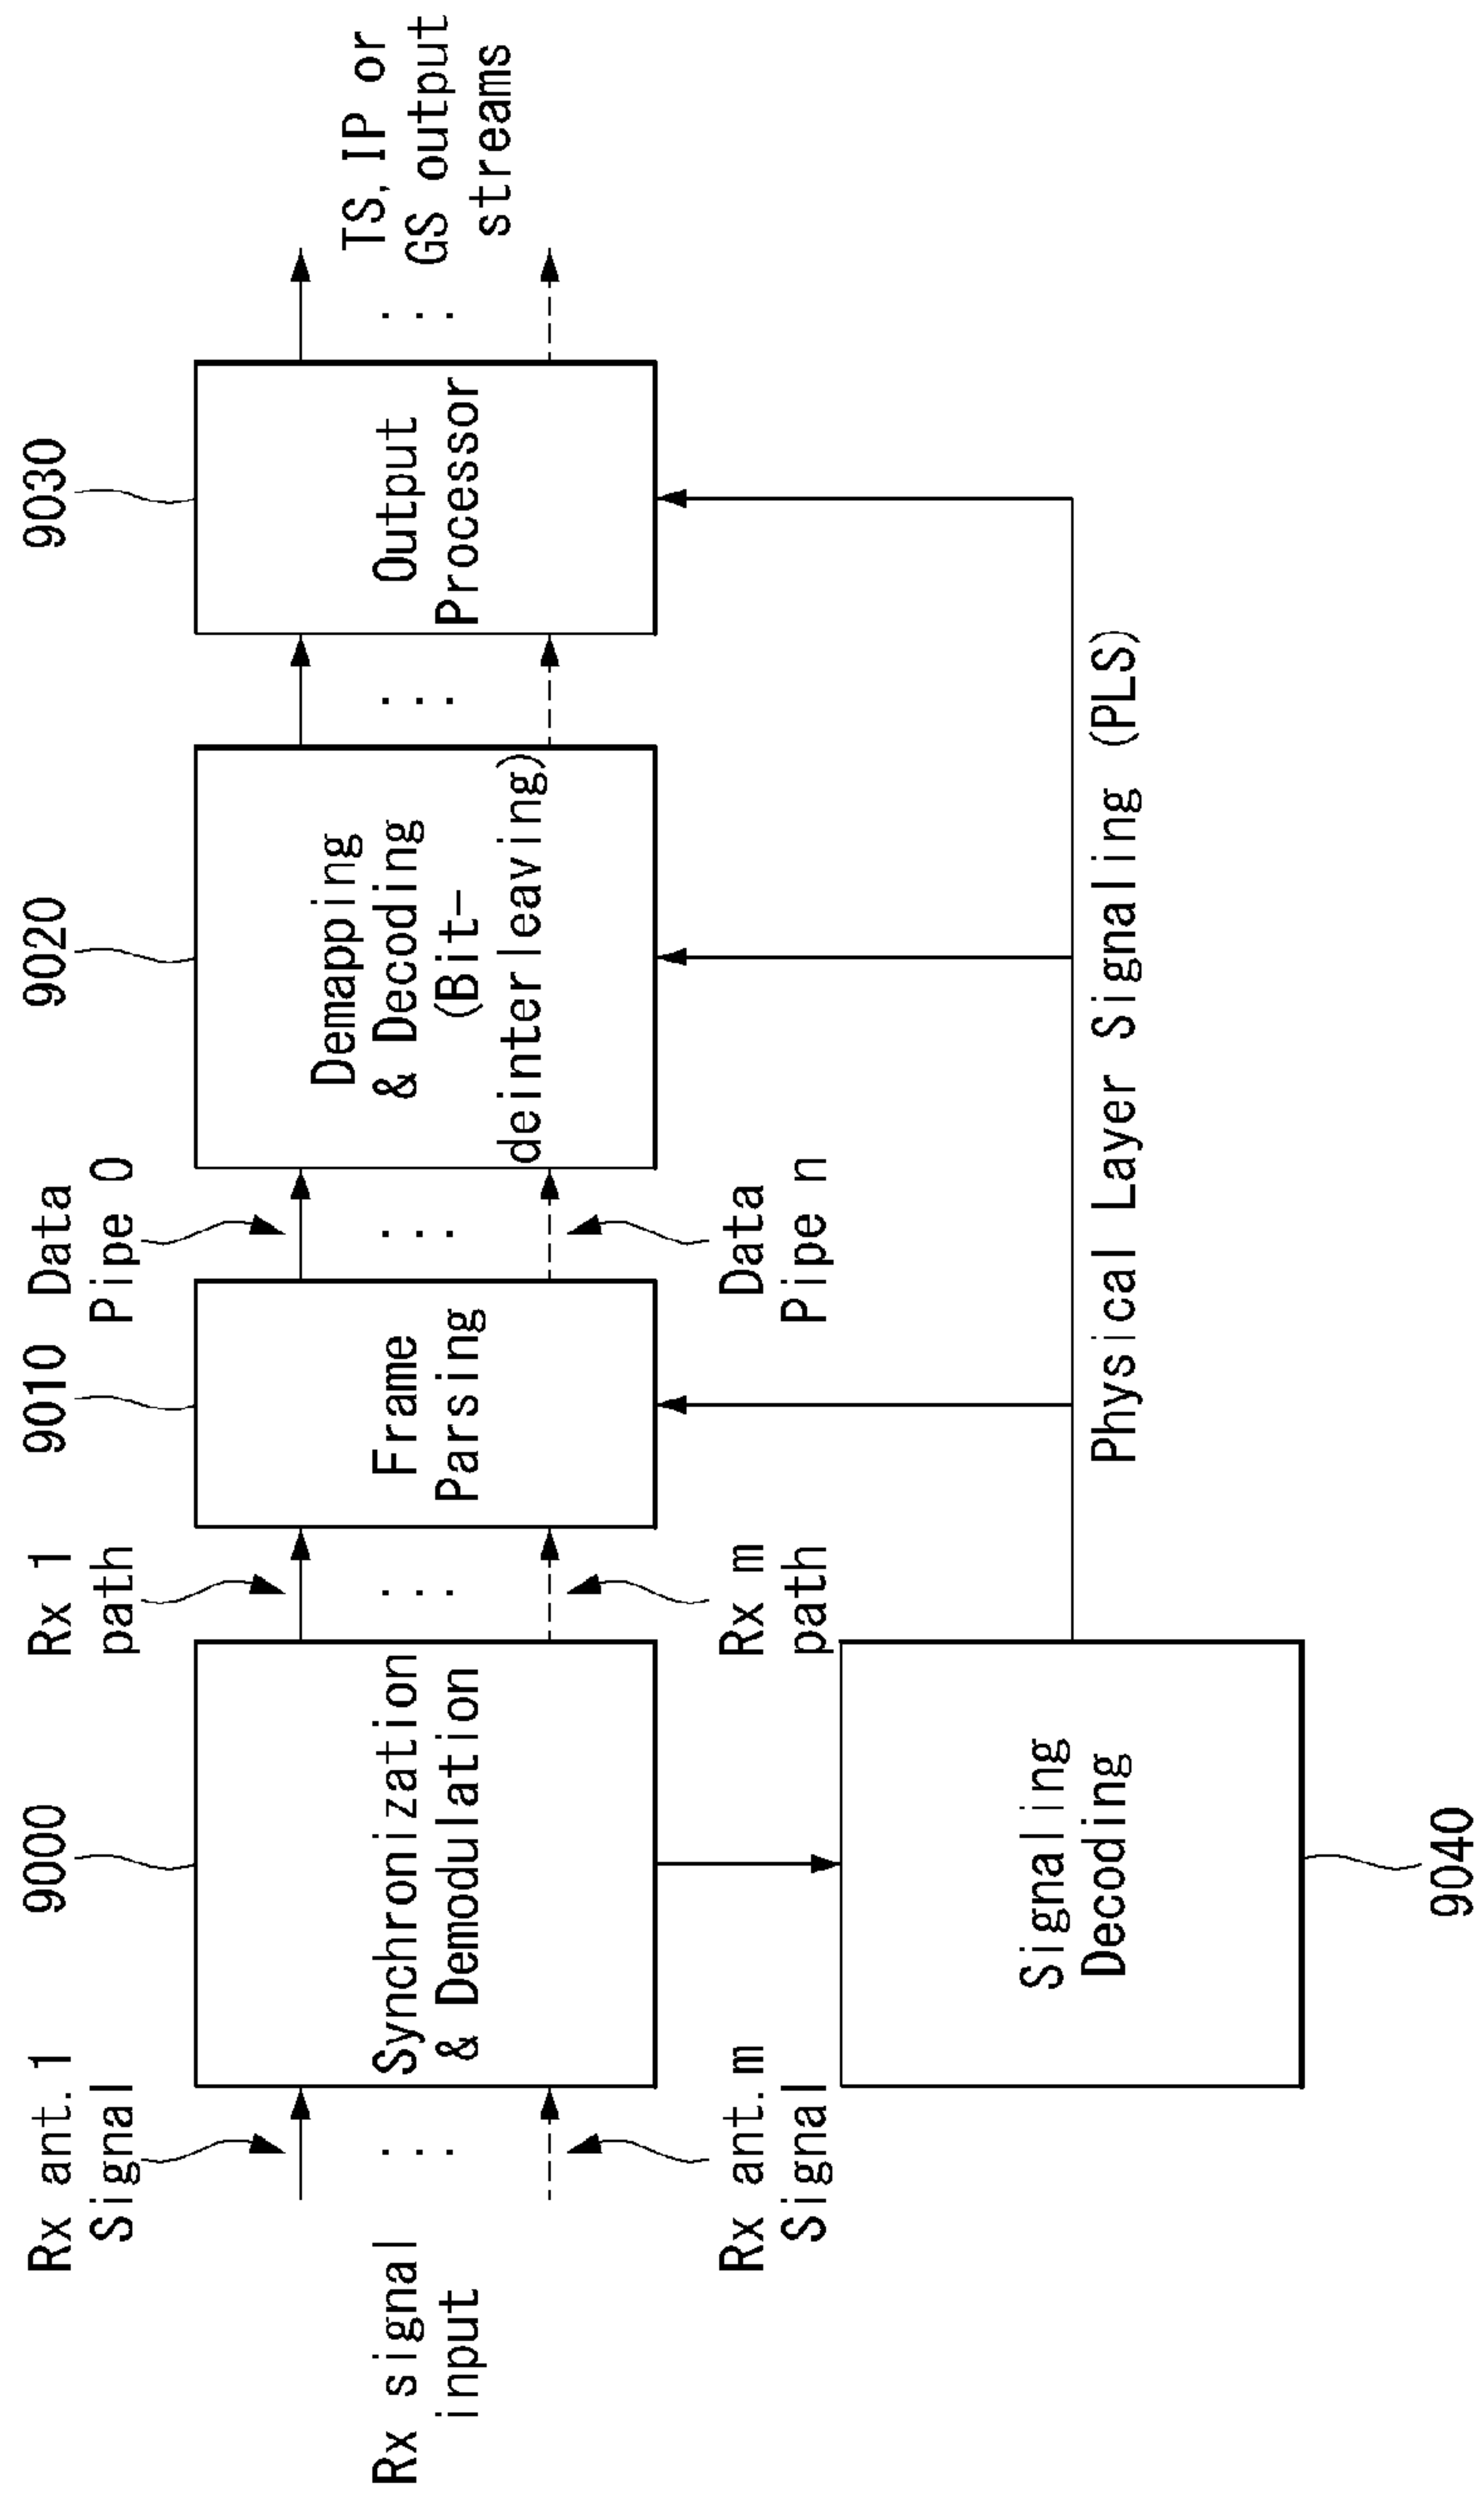 Rx signal
input
Rx ant.1
Signal
Rx ant.m
Signal
9000
Synchronization
& Demodulation
Rx 1
path
Rx m
path
9010
Frame
Parsing
Data
Pipe 0
Data
Pipe n
9020
Demapping
& Decoding
(Bit-
deinterleaving)
9030
Output
Processor
TS, IP or
GS output
streams
Signaling
Decoding
9040
Physical Layer Signaling (PLS)